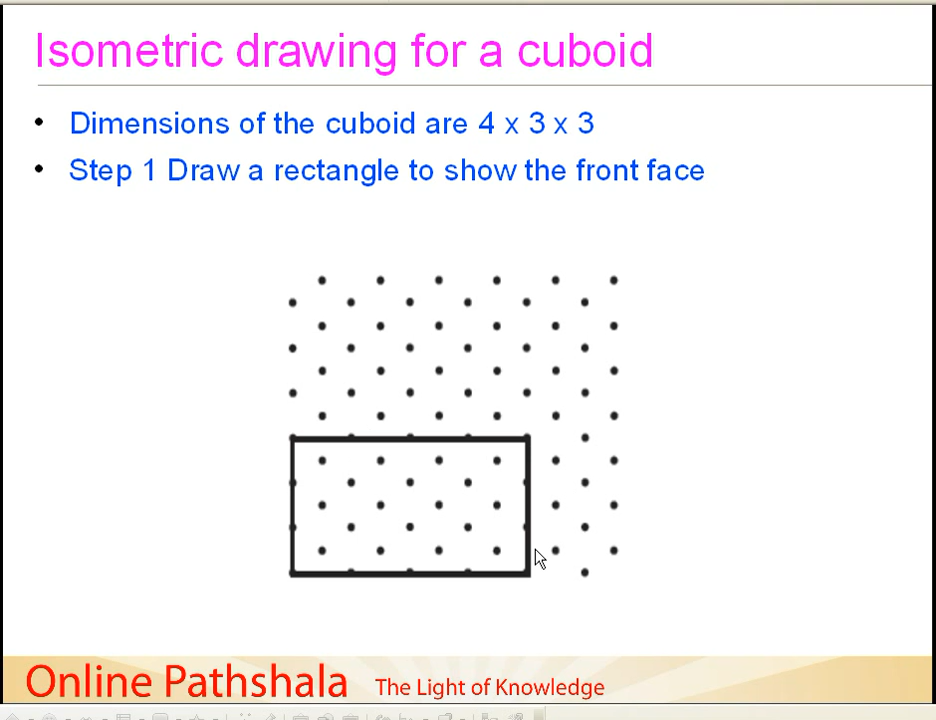 Isometric drawing for a cuboid
• Dimensions of the cuboid are 4 x 3 x 3
• Step 1 Draw a rectangle to show the front face
Online Pathshala The Light of Knowledge